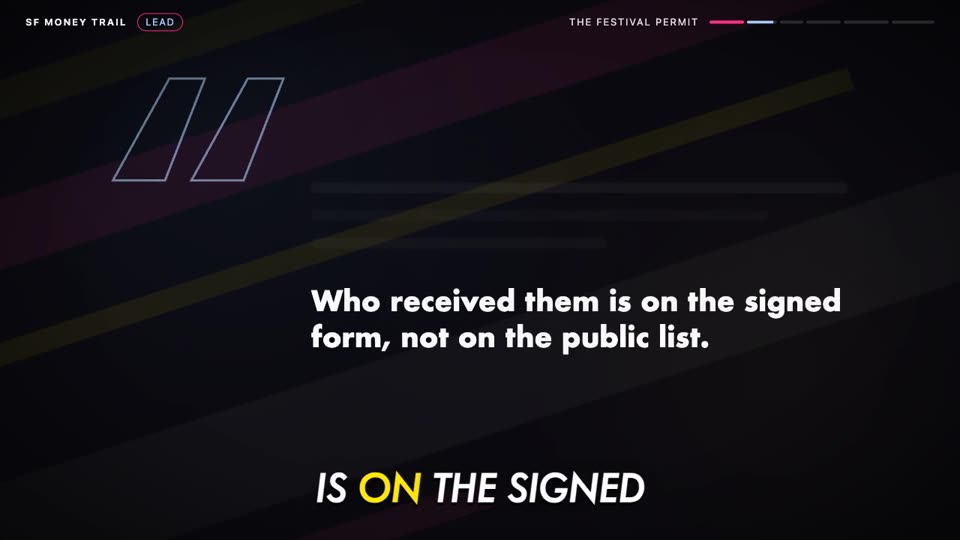 SF MONEY TRAIL LEAD THE FESTIVAL PERMIT
Who received them is on the signed
form, not on the public list.
IS ON THE SIGNED